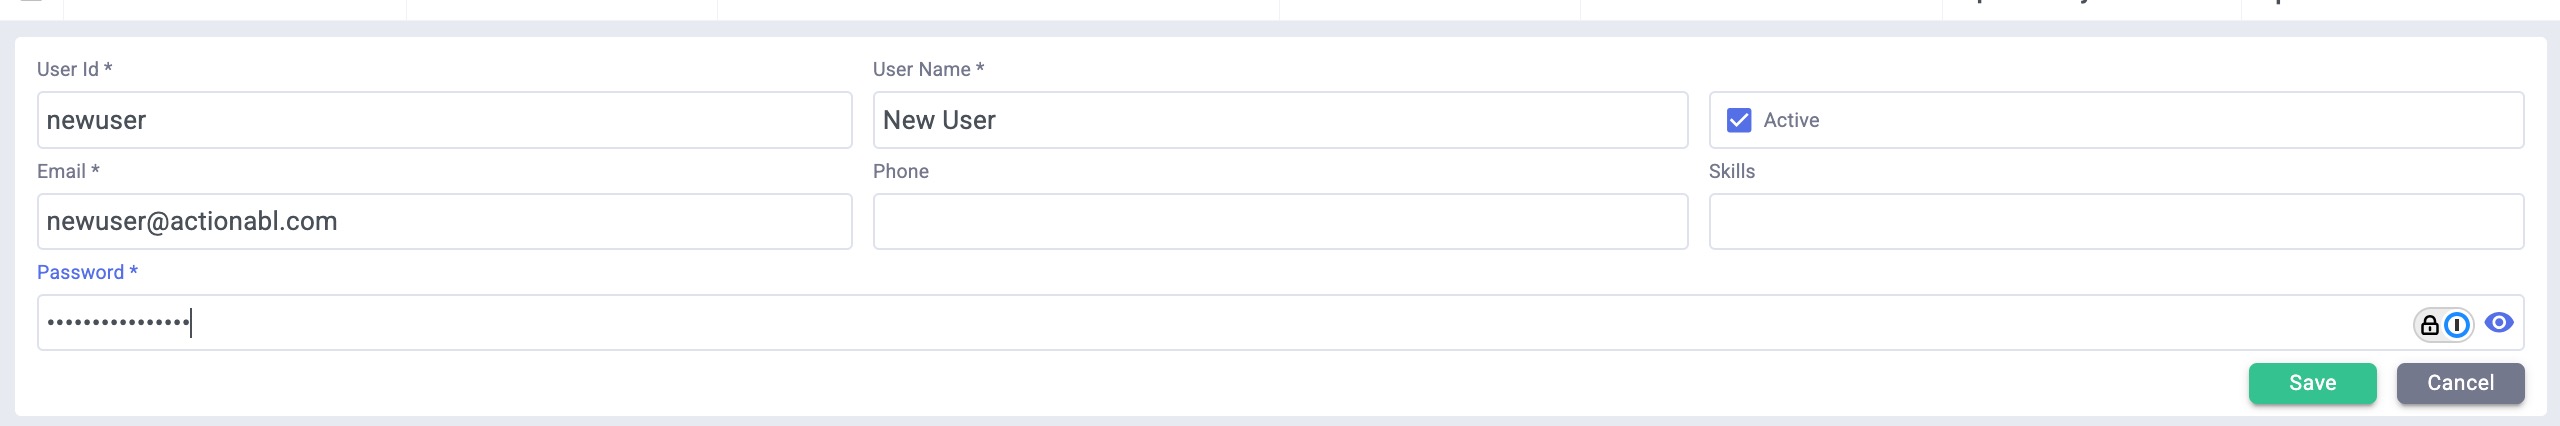 User Id *
User Name *
newuser
New User
Active
Email *
Phone
Skills
newuser@actionabl.com
Password *
••••••••••••••••
Save
Cancel